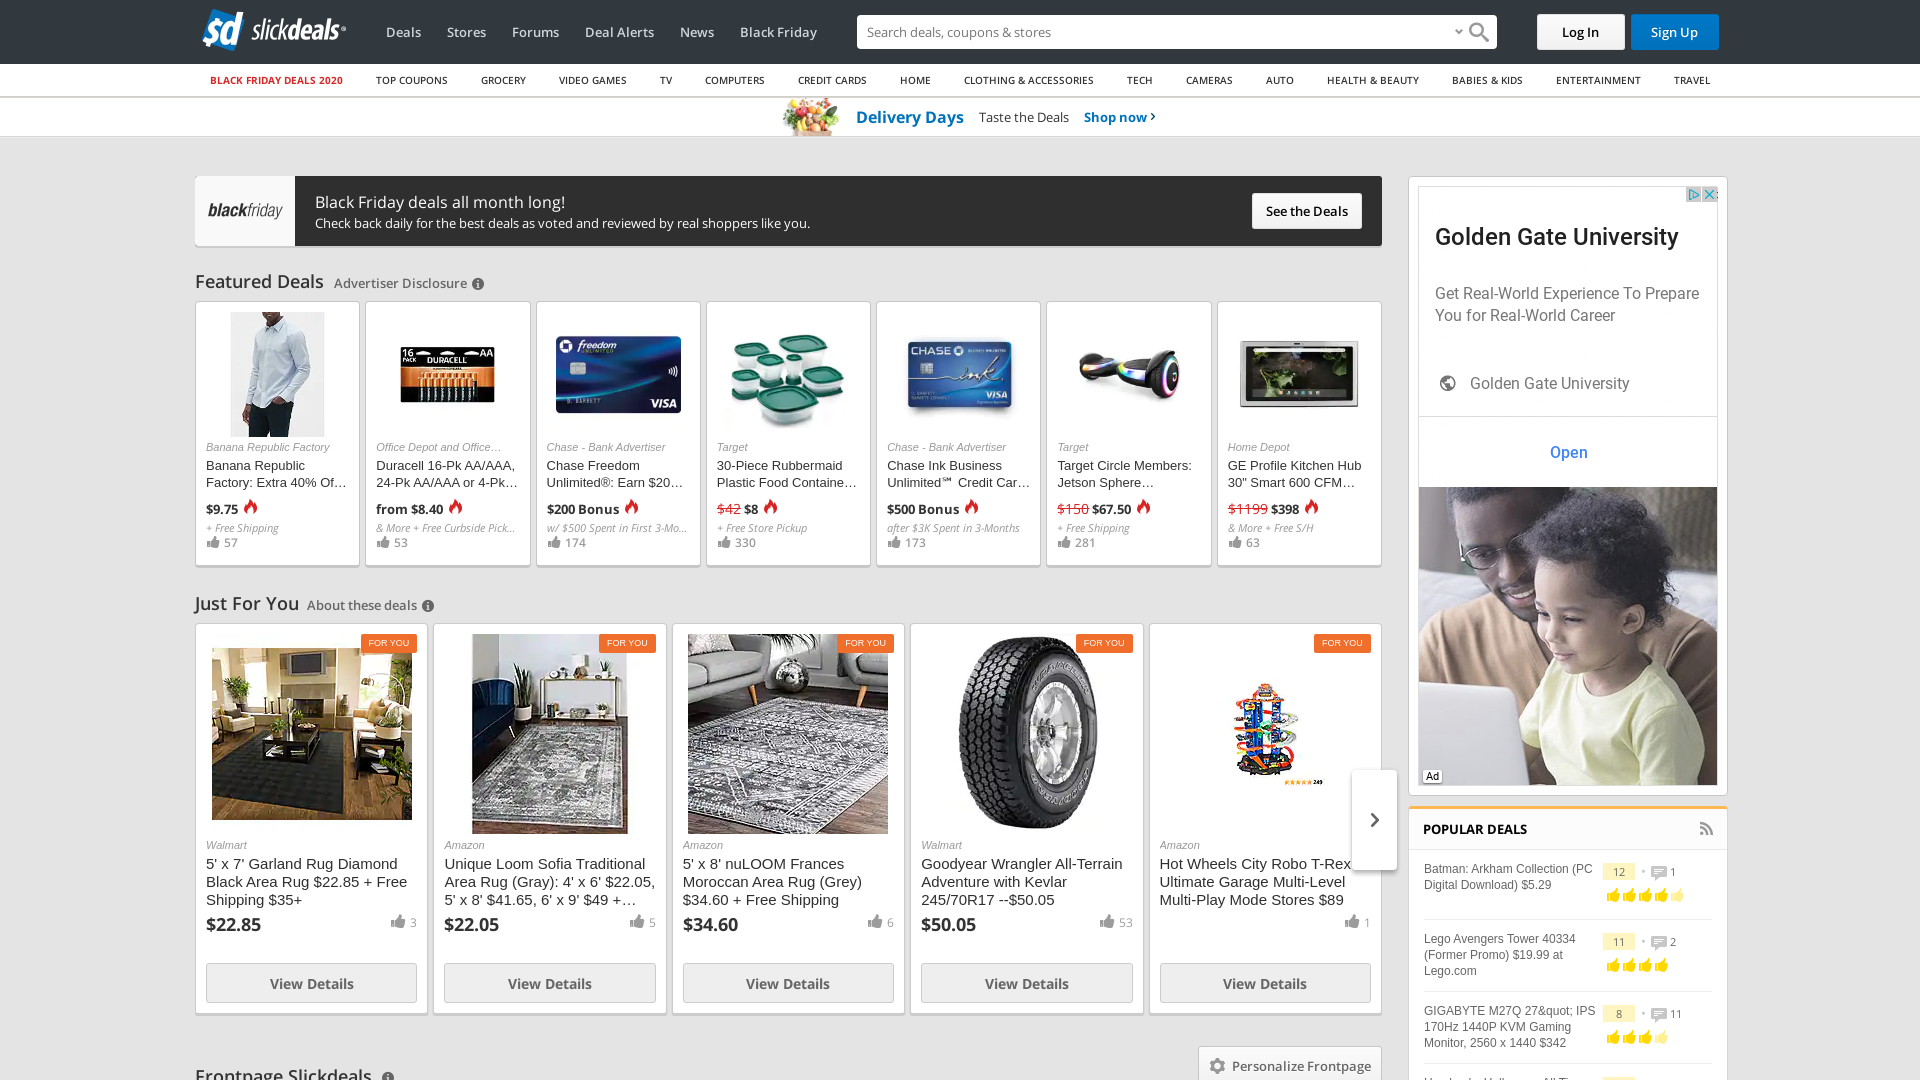 sd slickdeals
Deals Stores Forums Deal Alerts News Black Friday
Search deals, coupons & stores
Log In
Sign Up
BLACK FRIDAY DEALS 2020 TOP COUPONS GROCERY VIDEO GAMES TV COMPUTERS CREDIT CARDS HOME CLOTHING & ACCESSORIES TECH CAMERAS AUTO HEALTH & BEAUTY BABIES & KIDS ENTERTAINMENT TRAVEL
Delivery Days Taste the Deals Shop now
blackfriday
Black Friday deals all month long!
Check back daily for the best deals as voted and reviewed by real shoppers like you.
See the Deals
Featured Deals Advertiser Disclosure
Banana Republic Factory
Banana Republic
Factory: Extra 40% Of…
$9.75
+ Free Shipping
57
16 PACK
DURACELL
AA
Office Depot and Office…
Duracell 16-Pk AA/AAA,
24-Pk AA/AAA or 4-Pk…
from $8.40
& More + Free Curbside Pick…
53
freedom
UNLIMITED
D. BARRETT
VISA
Chase - Bank Advertiser
Chase Freedom
Unlimited®: Earn $20…
$200 Bonus
w/ $500 Spent in First 3-Mo…
174
Target
30-Piece Rubbermaid
Plastic Food Containe…
$42 $8
+ Free Store Pickup
330
CHASE
ink
VISA
Chase - Bank Advertiser
Chase Ink Business
Unlimited℠ Credit Car…
$500 Bonus
after $3K Spent in 3-Months
173
Target
Target Circle Members:
Jetson Sphere…
$150 $67.50
+ Free Shipping
281
Home Depot
GE Profile Kitchen Hub
30" Smart 600 CFM…
$1199 $398
& More + Free S/H
63
Just For You About these deals
FOR YOU
Walmart
5' x 7' Garland Rug Diamond
Black Area Rug $22.85 + Free
Shipping $35+
$22.85
3
View Details
FOR YOU
Amazon
Unique Loom Sofia Traditional
Area Rug (Gray): 4' x 6' $22.05,
5' x 8' $41.65, 6' x 9' $49 +…
$22.05
5
View Details
FOR YOU
Amazon
5' x 8' nuLOOM Frances
Moroccan Area Rug (Grey)
$34.60 + Free Shipping
$34.60
6
View Details
FOR YOU
Walmart
Goodyear Wrangler All-Terrain
Adventure with Kevlar
245/70R17 --$50.05
$50.05
53
View Details
FOR YOU
249
Amazon
Hot Wheels City Robo T-Rex
Ultimate Garage Multi-Level
Multi-Play Mode Stores $89
1
View Details
Frontpage Slickdeals
Personalize Frontpage
Golden Gate University
Get Real-World Experience To Prepare
You for Real-World Career
Golden Gate University
Open
Ad
POPULAR DEALS
Batman: Arkham Collection (PC
Digital Download) $5.29
12 • 1
Lego Avengers Tower 40334
(Former Promo) $19.99 at
Lego.com
11 • 2
GIGABYTE M27Q 27&quot; IPS
170Hz 1440P KVM Gaming
Monitor, 2560 x 1440 $342
8 • 11